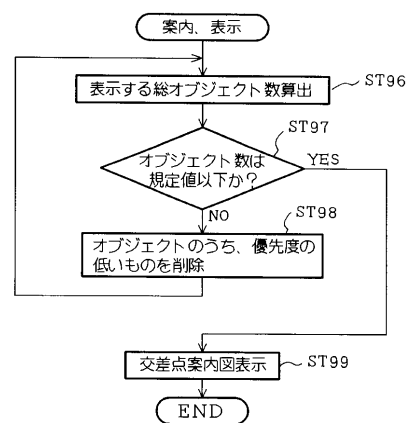 案内、表示
表示する総オブジェクト数算出
ST96
オブジェクト数は
規定値以下か?
ST97
YES
NO
ST98
オブジェクトのうち、優先度の
低いものを削除
交差点案内図表示
ST99
END